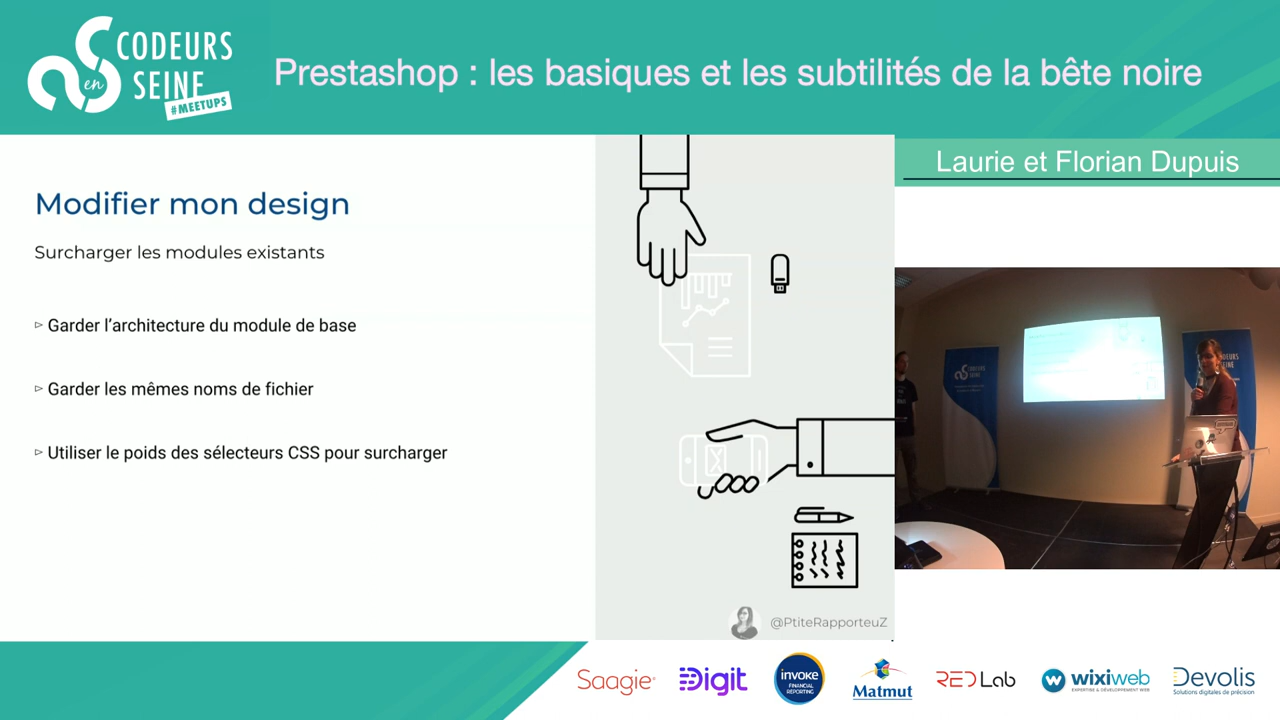 CODEURS
en
SEINE
#MEETUPS
Prestashop : les basiques et les subtilités de la bête noire
Laurie et Florian Dupuis
Modifier mon design
Surcharger les modules existants
▻ Garder l’architecture du module de base
▻ Garder les mêmes noms de fichier
▻ Utiliser le poids des sélecteurs CSS pour surcharger
@PtiteRapporteuZ
CODEURS
SEINE
Saagie
Digit
invoke
FINANCIAL
REPORTING
Matmut
RED Lab
wixiweb
EXPERTISE & DÉVELOPPEMENT WEB
Devolis
Solutions digitales de précision